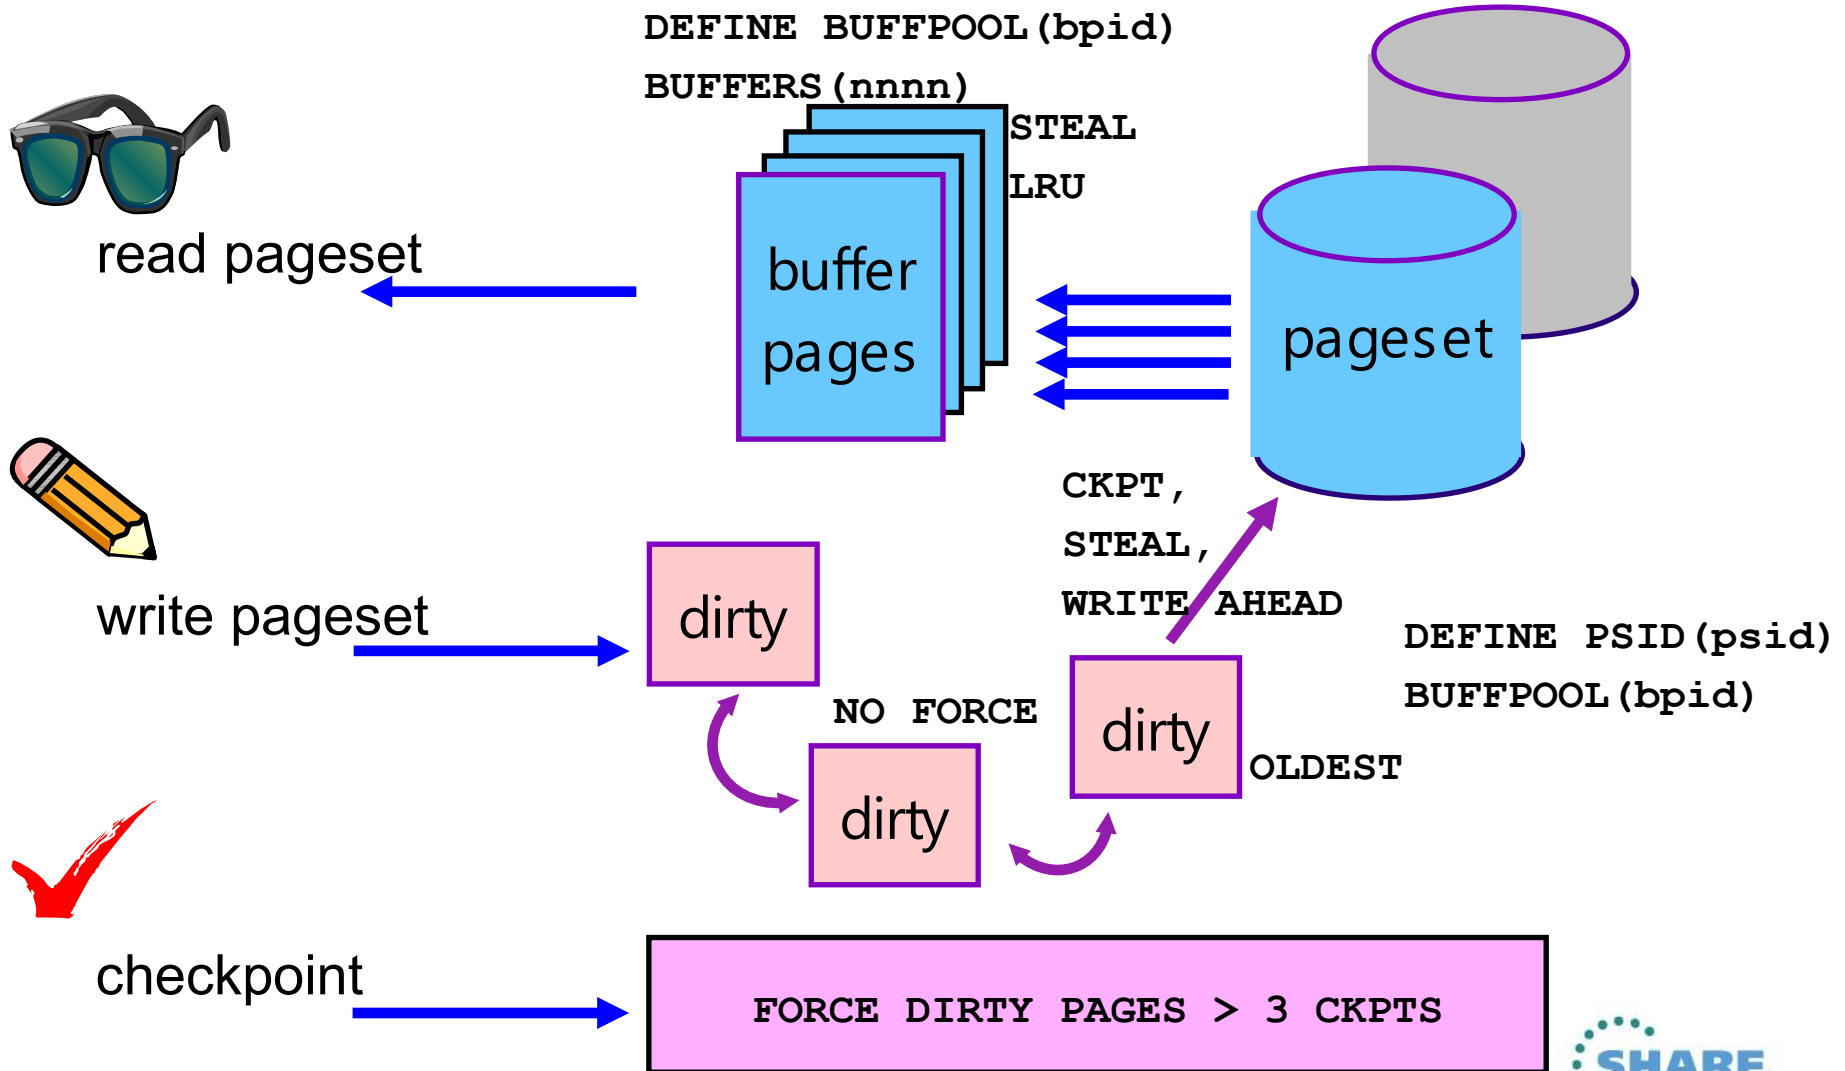 DEFINE BUFFPOOL(bpid)
BUFFERS(nnnn)
STEAL
LRU
read pageset
buffer
pages
pageset
CKPT,
STEAL,
WRITE AHEAD
write pageset
dirty
DEFINE PSID(psid)
BUFFPOOL(bpid)
NO FORCE
dirty
OLDEST
dirty
checkpoint
FORCE DIRTY PAGES > 3 CKPTS
SHARE